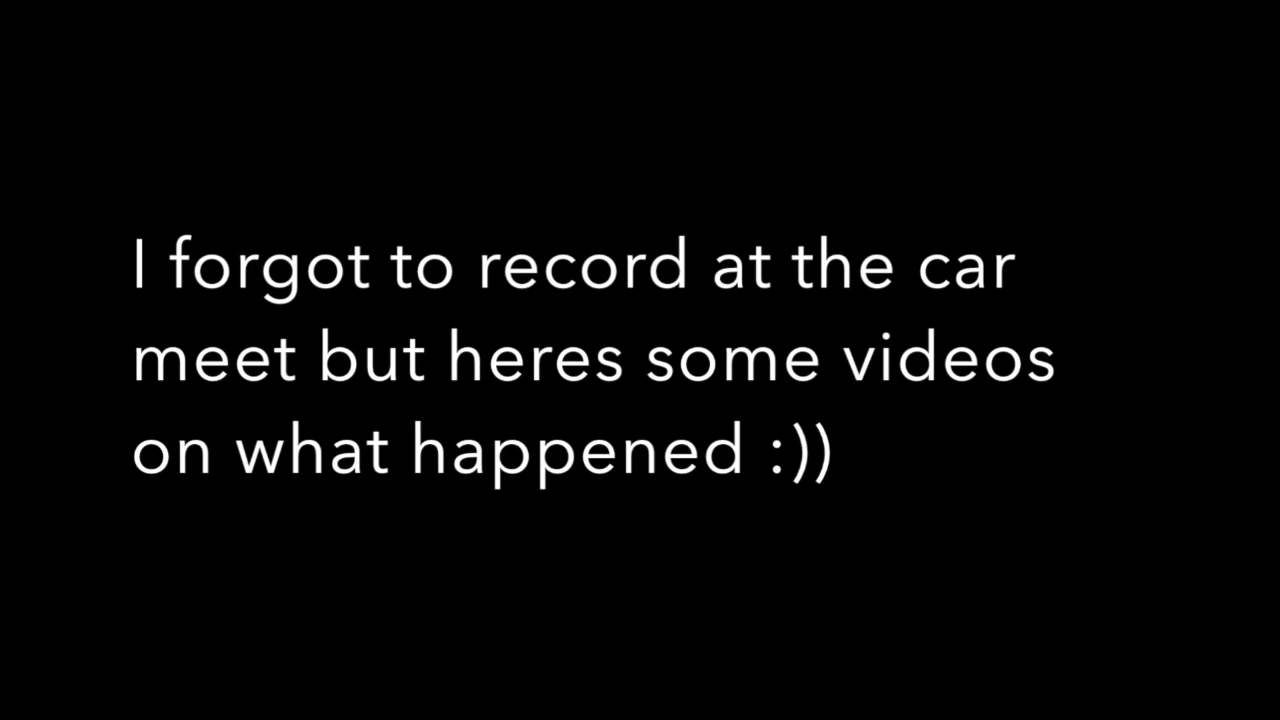 I forgot to record at the car
meet but heres some videos
on what happened :))